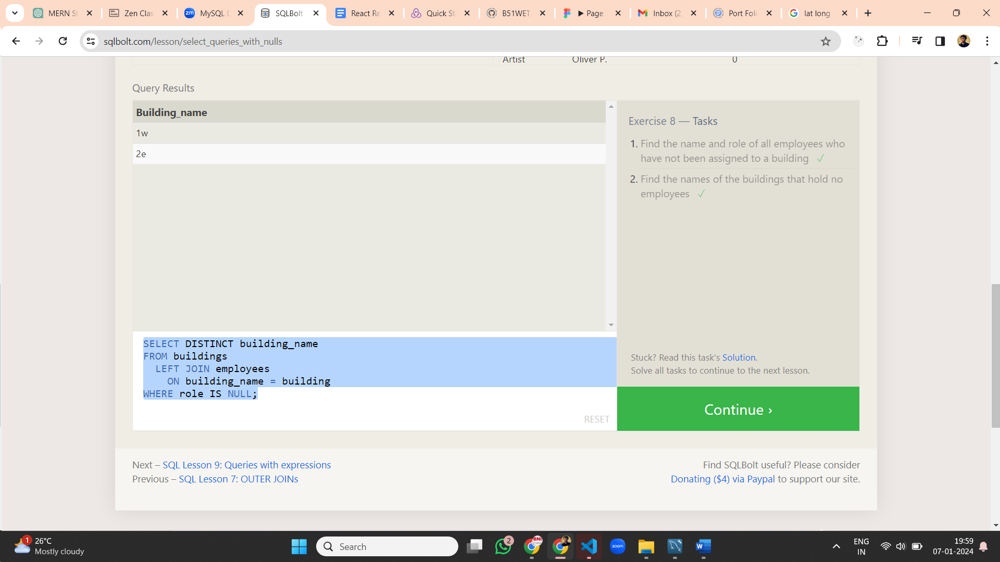 MERN St
Zen Clas
MySQL D
SQLBolt
React Re
Quick St
B51WET
▶ Page
Inbox (2
Port Foli
lat long
sqlbolt.com/lesson/select_queries_with_nulls
Artist Oliver P. 0
Query Results
Building_name
1w
2e
Exercise 8 — Tasks
1. Find the name and role of all employees who
have not been assigned to a building ✓
2. Find the names of the buildings that hold no
employees ✓
SELECT DISTINCT building_name
FROM buildings
LEFT JOIN employees
ON building_name = building
WHERE role IS NULL;
RESET
Stuck? Read this task's Solution.
Solve all tasks to continue to the next lesson.
Continue ›
Next – SQL Lesson 9: Queries with expressions
Previous – SQL Lesson 7: OUTER JOINs
Find SQLBolt useful? Please consider
Donating ($4) via Paypal to support our site.
1
26°C
Mostly cloudy
Search
2
BNI
zoom
W
ENG
IN
19:59
07-01-2024